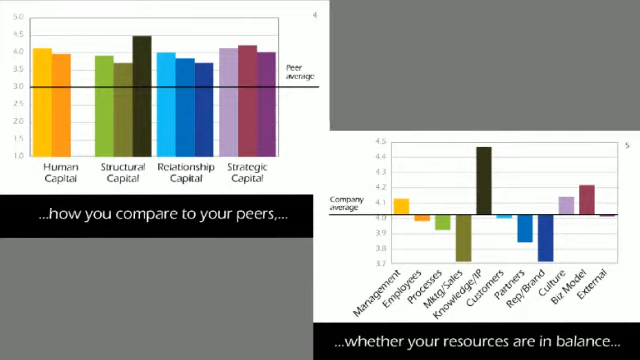 4
5.0
4.5
4.0
3.5
3.0
2.5
2.0
1.5
1.0
Peer
average
Human
Capital
Structural
Capital
Relationship
Capital
Strategic
Capital
...how you compare to your peers,...
5
4.5
4.4
4.3
4.2
4.1
4.0
3.9
3.8
3.7
Company
average
Management
Employees
Processes
Mktg/Sales
Knowledge/IP
Customers
Partners
Rep/Brand
Culture
Biz Model
External
...whether your resources are in balance...